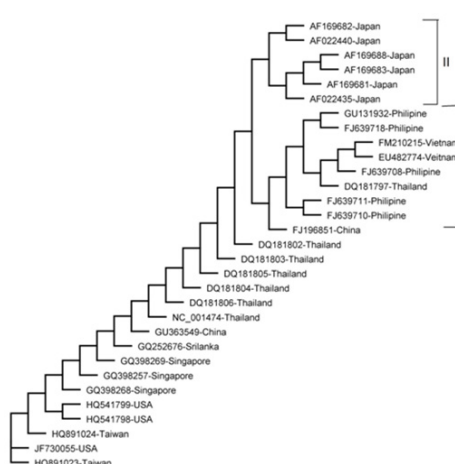 AF169682-Japan
AF022440-Japan
AF169688-Japan
II
AF169683-Japan
AF169681-Japan
AF022435-Japan
GU131932-Philipine
FJ639718-Philipine
FM210215-Vietnam
EU482774-Veitnam
FJ639708-Philipine
DQ181797-Thailand
FJ639711-Philipine
FJ639710-Philipine
FJ196851-China
DQ181802-Thailand
DQ181803-Thailand
DQ181805-Thailand
DQ181804-Thailand
DQ181806-Thailand
NC_001474-Thailand
GU363549-China
GQ252676-Srilanka
GQ398269-Singapore
GQ398257-Singapore
GQ398268-Singapore
HQ541799-USA
HQ541798-USA
HQ891024-Taiwan
JF730055-USA
HQ891023-Taiwan